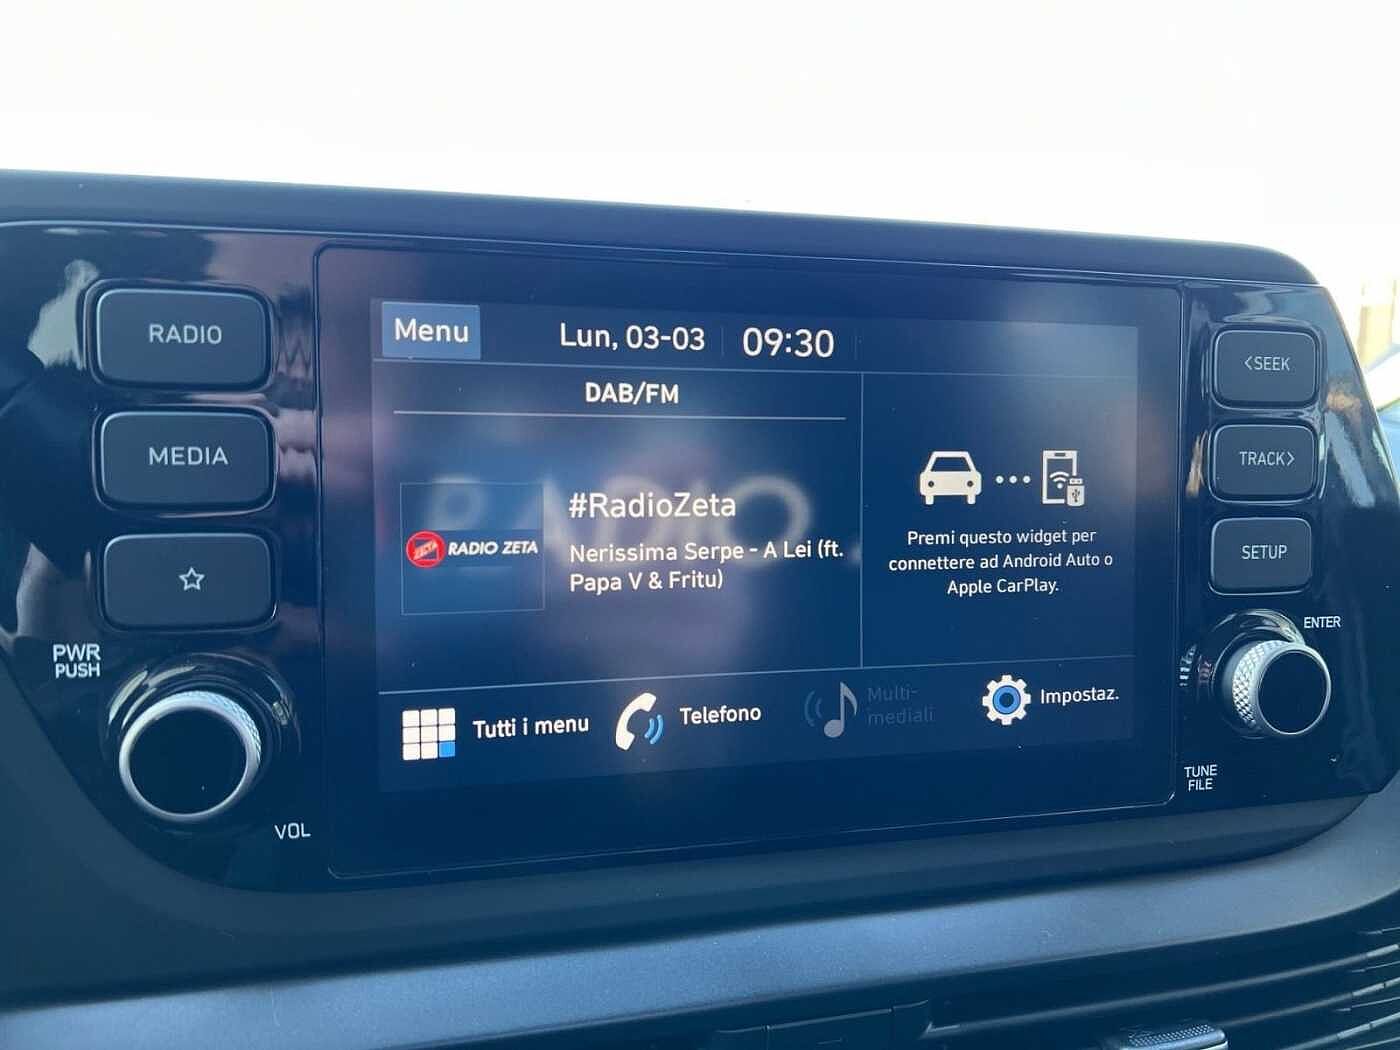 RADIO
MEDIA
PWR
PUSH
VOL
Menu
Lun, 03-03
09:30
DAB/FM
ZETA
RADIO ZETA
#RadioZeta
Nerissima Serpe - A Lei (ft.
Papa V & Fritu)
RADIO
Premi questo widget per
connettere ad Android Auto o
Apple CarPlay.
Tutti i menu
Telefono
Multi-
mediali
Impostaz.
<SEEK
TRACK>
SETUP
ENTER
TUNE
FILE